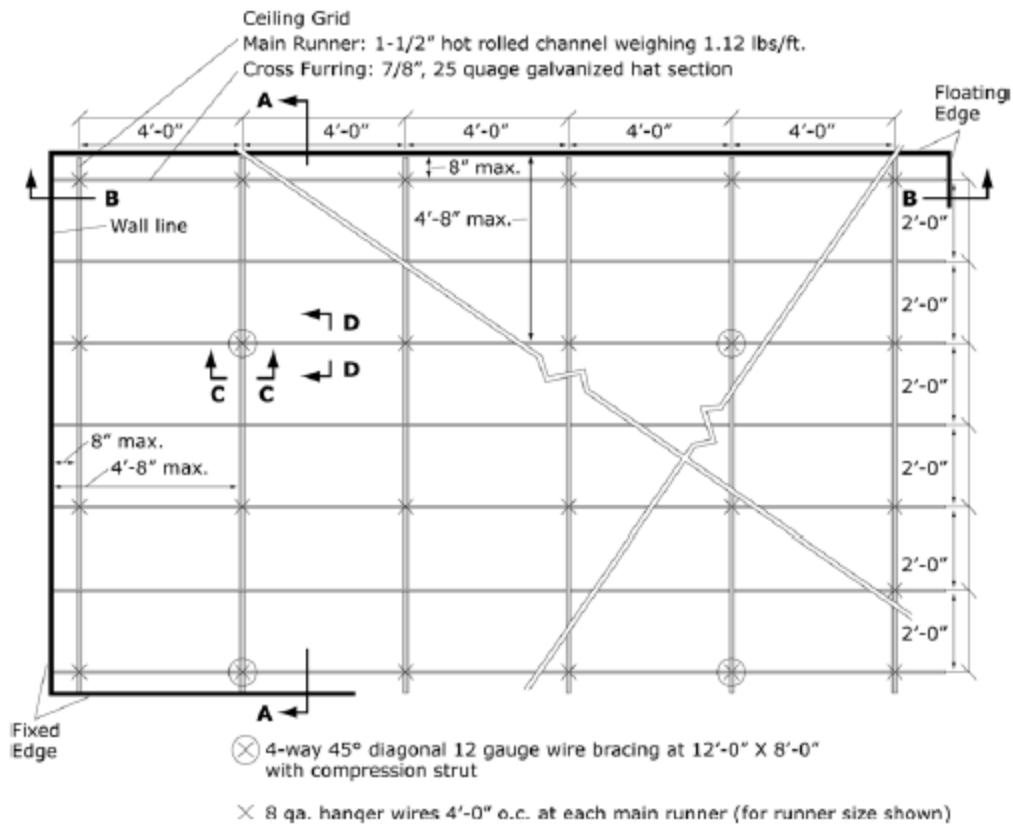 Ceiling Grid
Main Runner: 1-1/2” hot rolled channel weighing 1.12 lbs/ft.
Cross Furring: 7/8”, 25 quage galvanized hat section
A
Floating
Edge
4’-0” 4’-0” 4’-0” 4’-0” 4’-0”
8” max.
B
B
4’-8” max.
2’-0”
Wall line
2’-0”
D
D
C C
2’-0”
8” max.
4’-8” max.
2’-0”
2’-0”
2’-0”
A
Fixed
Edge
4-way 45° diagonal 12 gauge wire bracing at 12’-0” X 8’-0”
with compression strut
8 ga. hanger wires 4’-0” o.c. at each main runner (for runner size shown)